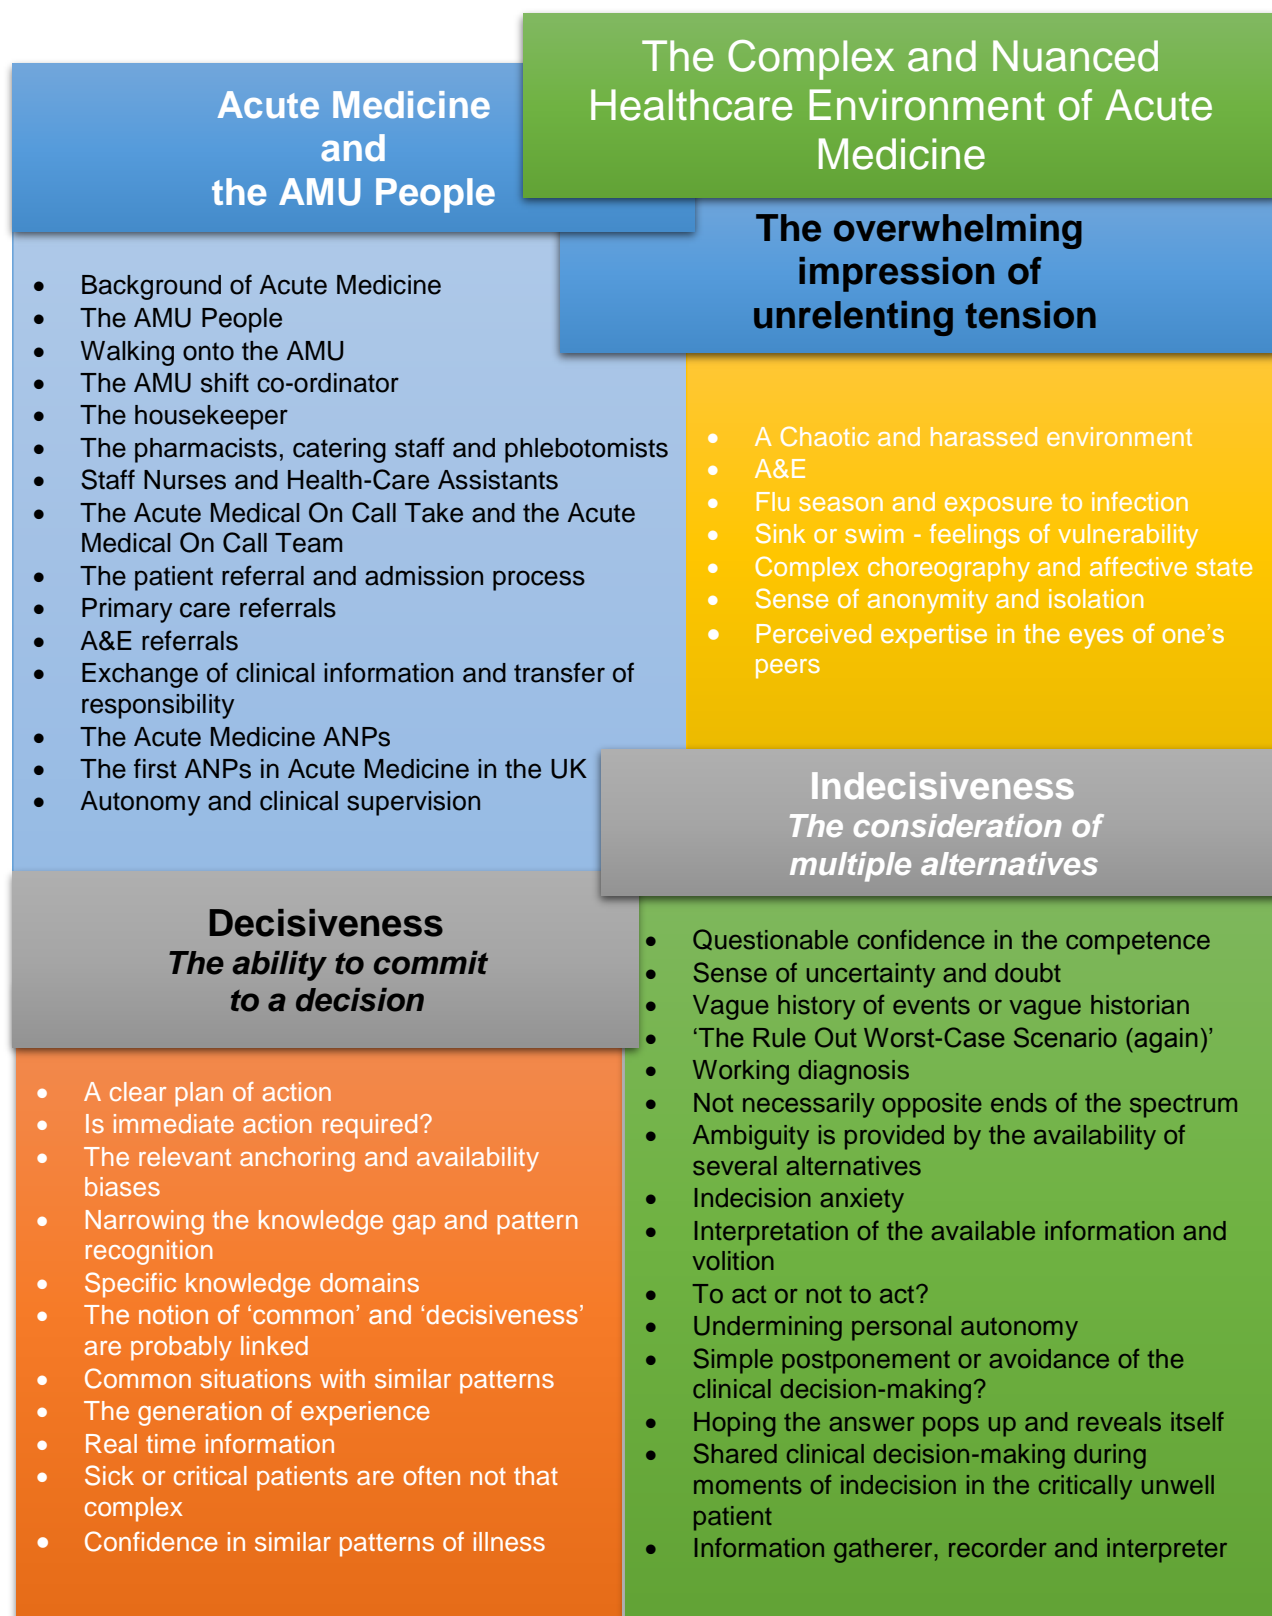 The Complex and Nuanced
Healthcare Environment of Acute
Medicine
Acute Medicine
and
the AMU People
• Background of Acute Medicine
• The AMU People
• Walking onto the AMU
• The AMU shift co-ordinator
• The housekeeper
• The pharmacists, catering staff and phlebotomists
• Staff Nurses and Health-Care Assistants
• The Acute Medical On Call Take and the Acute
Medical On Call Team
• The patient referral and admission process
• Primary care referrals
• A&E referrals
• Exchange of clinical information and transfer of
responsibility
• The Acute Medicine ANPs
• The first ANPs in Acute Medicine in the UK
• Autonomy and clinical supervision
The overwhelming
impression of
unrelenting tension
• A Chaotic and harassed environment
• A&E
• Flu season and exposure to infection
• Sink or swim - feelings of vulnerability
• Complex choreography and affective state
• Sense of anonymity and isolation
• Perceived expertise in the eyes of one’s
peers
Decisiveness
The ability to commit
to a decision
• A clear plan of action
• Is immediate action required?
• The relevant anchoring and availability
biases
• Narrowing the knowledge gap and pattern
recognition
• Specific knowledge domains
• The notion of ‘common’ and ‘decisiveness’
are probably linked
• Common situations with similar patterns
• The generation of experience
• Real time information
• Sick or critical patients are often not that
complex
• Confidence in similar patterns of illness
Indecisiveness
The consideration of
multiple alternatives
• Questionable confidence in the competence
• Sense of uncertainty and doubt
• Vague history of events or vague historian
• ‘The Rule Out Worst-Case Scenario (again)’
• Working diagnosis
• Not necessarily opposite ends of the spectrum
• Ambiguity is provided by the availability of
several alternatives
• Indecision anxiety
• Interpretation of the available information and
volition
• To act or not to act?
• Undermining personal autonomy
• Simple postponement or avoidance of the
clinical decision-making?
• Hoping the answer pops up and reveals itself
• Shared clinical decision-making during
moments of indecision in the critically unwell
patient
• Information gatherer, recorder and interpreter